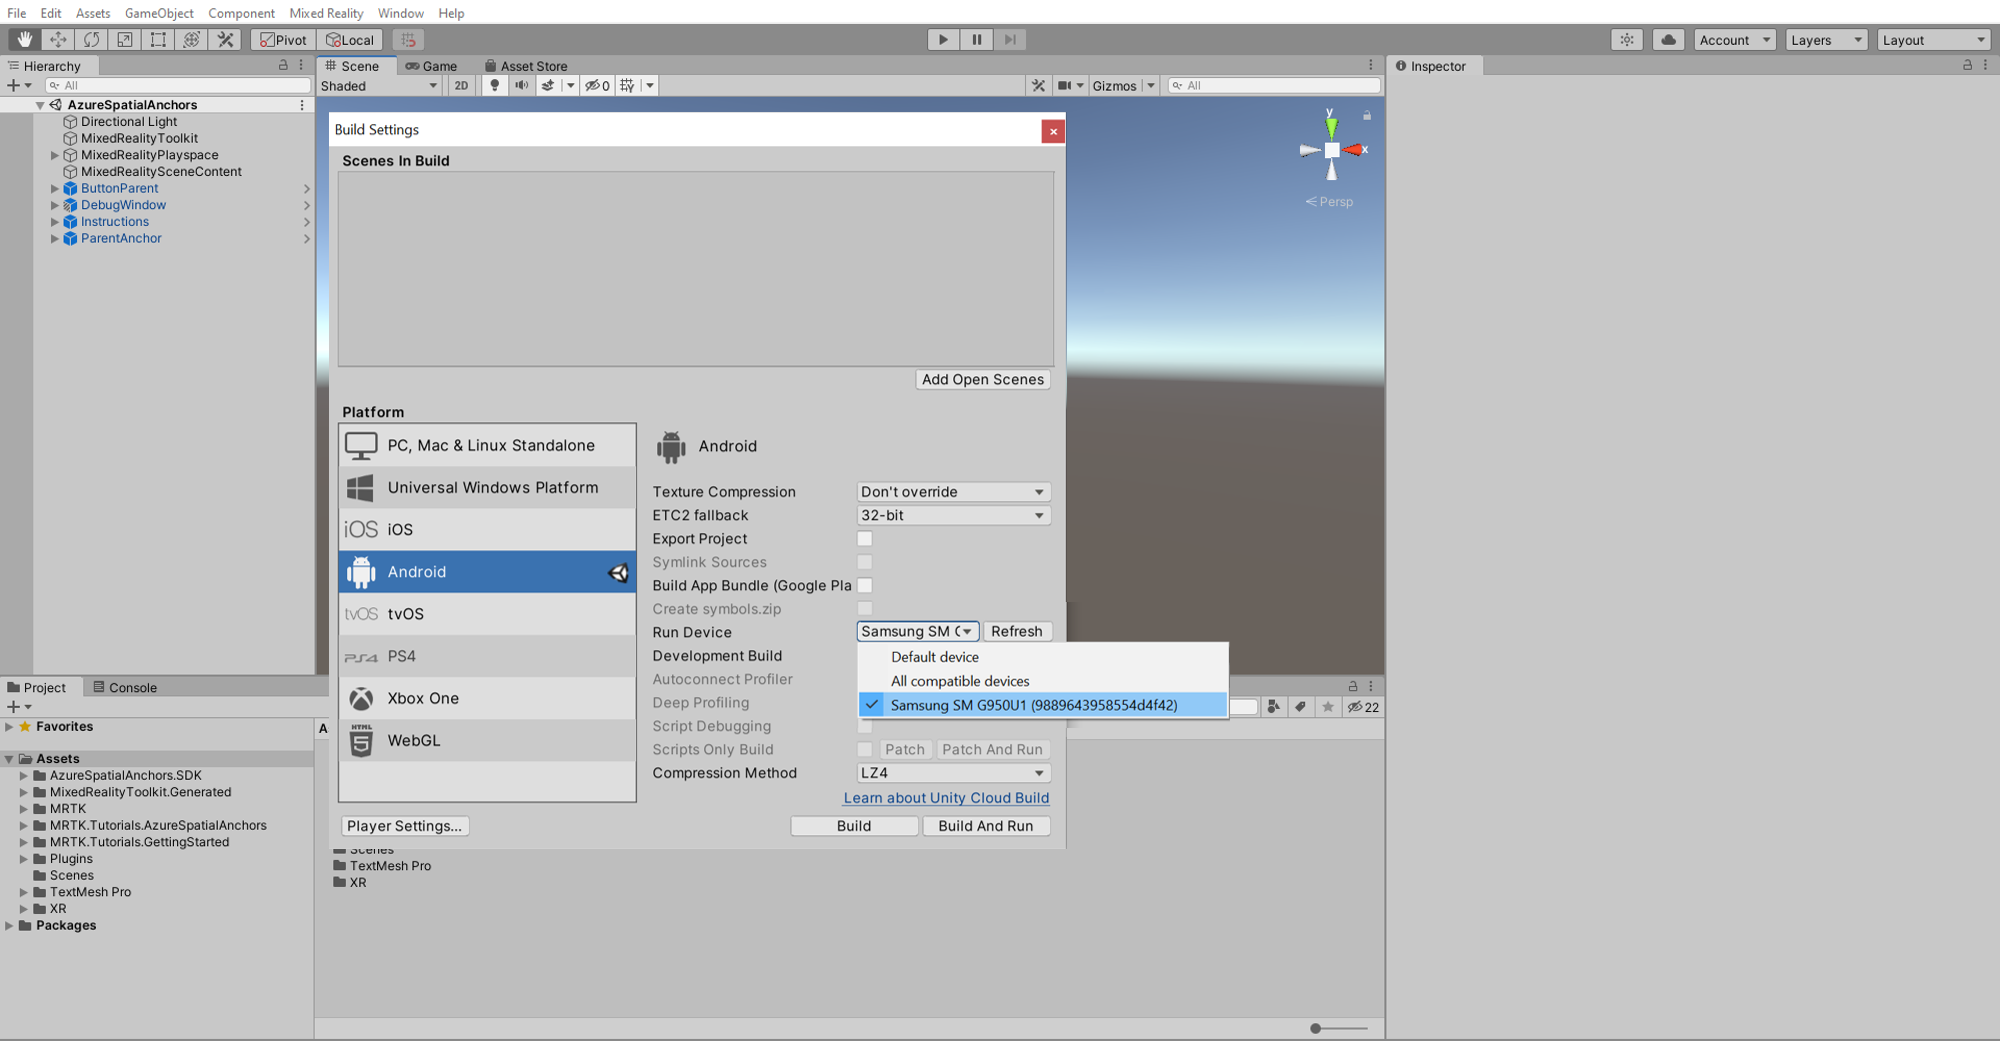 File Edit Assets GameObject Component Mixed Reality Window Help
Pivot Local Account Layers Layout
Hierarchy Scene Game Asset Store Inspector
All Shaded 2D 0 Gizmos All
AzureSpatialAnchors
Directional Light
MixedRealityToolkit
MixedRealityPlayspace
MixedRealitySceneContent
ButtonParent
DebugWindow
Instructions
ParentAnchor
y
x
Persp
Build Settings
Scenes In Build
Add Open Scenes
Platform
PC, Mac & Linux Standalone
Universal Windows Platform
iOS iOS
Android
tvOS tvOS
PS4 PS4
Xbox One
HTML 5 WebGL
Android
Texture Compression Don't override
ETC2 fallback 32-bit
Export Project
Symlink Sources
Build App Bundle (Google Pla
Create symbols.zip
Run Device Samsung SM Refresh
Default device
All compatible devices
Samsung SM G950U1 (9889643958554d4f42)
Development Build
Autoconnect Profiler
Deep Profiling
Script Debugging
Scripts Only Build Patch Patch And Run
Compression Method LZ4
Learn about Unity Cloud Build
Player Settings... Build Build And Run
Project Console
22
Favorites
A
Assets
AzureSpatialAnchors.SDK
MixedRealityToolkit.Generated
MRTK
MRTK.Tutorials.AzureSpatialAnchors
MRTK.Tutorials.GettingStarted
Plugins
Scenes
TextMesh Pro
XR
Packages
Scenes
TextMesh Pro
XR